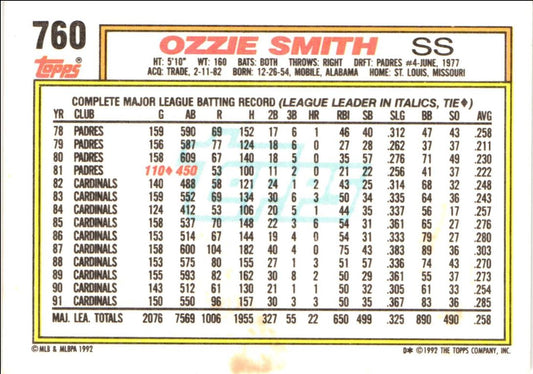 760 OZZIE SMITH SS
topps HT: 5'10" WT: 160 BATS: BOTH THROWS: RIGHT DRFT: PADRES #4-JUNE, 1977
ACQ: TRADE, 2-11-82 BORN: 12-26-54, MOBILE, ALABAMA HOME: ST. LOUIS, MISSOURI
COMPLETE MAJOR LEAGUE BATTING RECORD (LEAGUE LEADER IN ITALICS, TIE♦)
YR CLUB G AB R H 2B 3B HR RBI SB SLG BB SO AVG
78 PADRES 159 590 69 152 17 6 1 46 40 .312 47 43 .258
79 PADRES 156 587 77 124 18 6 0 27 28 .262 37 37 .211
80 PADRES 158 609 67 140 18 5 0 35 57 .276 71 49 .230
81 PADRES 110♦ 450 53 100 11 2 0 21 22 .256 41 37 .222
82 CARDINALS 140 488 58 121 24 1 2 43 25 .314 68 32 .248
83 CARDINALS 159 552 69 134 30 6 3 50 34 .335 64 36 .243
84 CARDINALS 124 412 53 106 20 5 1 44 35 .337 56 17 .257
85 CARDINALS 158 537 70 148 22 3 6 54 31 .361 65 27 .276
86 CARDINALS 153 514 67 144 19 4 0 54 31 .333 79 27 .280
87 CARDINALS 158 600 104 182 40 4 0 75 43 .383 89 36 .303
88 CARDINALS 153 575 80 155 27 1 3 51 57 .336 74 43 .270
89 CARDINALS 155 593 82 162 30 8 2 50 29 .361 55 37 .273
90 CARDINALS 143 512 61 130 21 1 1 50 32 .305 61 33 .254
91 CARDINALS 150 550 96 157 30 3 3 50 35 .367 83 36 .285
MAJ. LEA. TOTALS 2076 7569 1006 1955 327 55 22 650 499 .325 890 490 .258
© MLB & MLBPA 1992 D* © 1992 THE TOPPS COMPANY, INC.